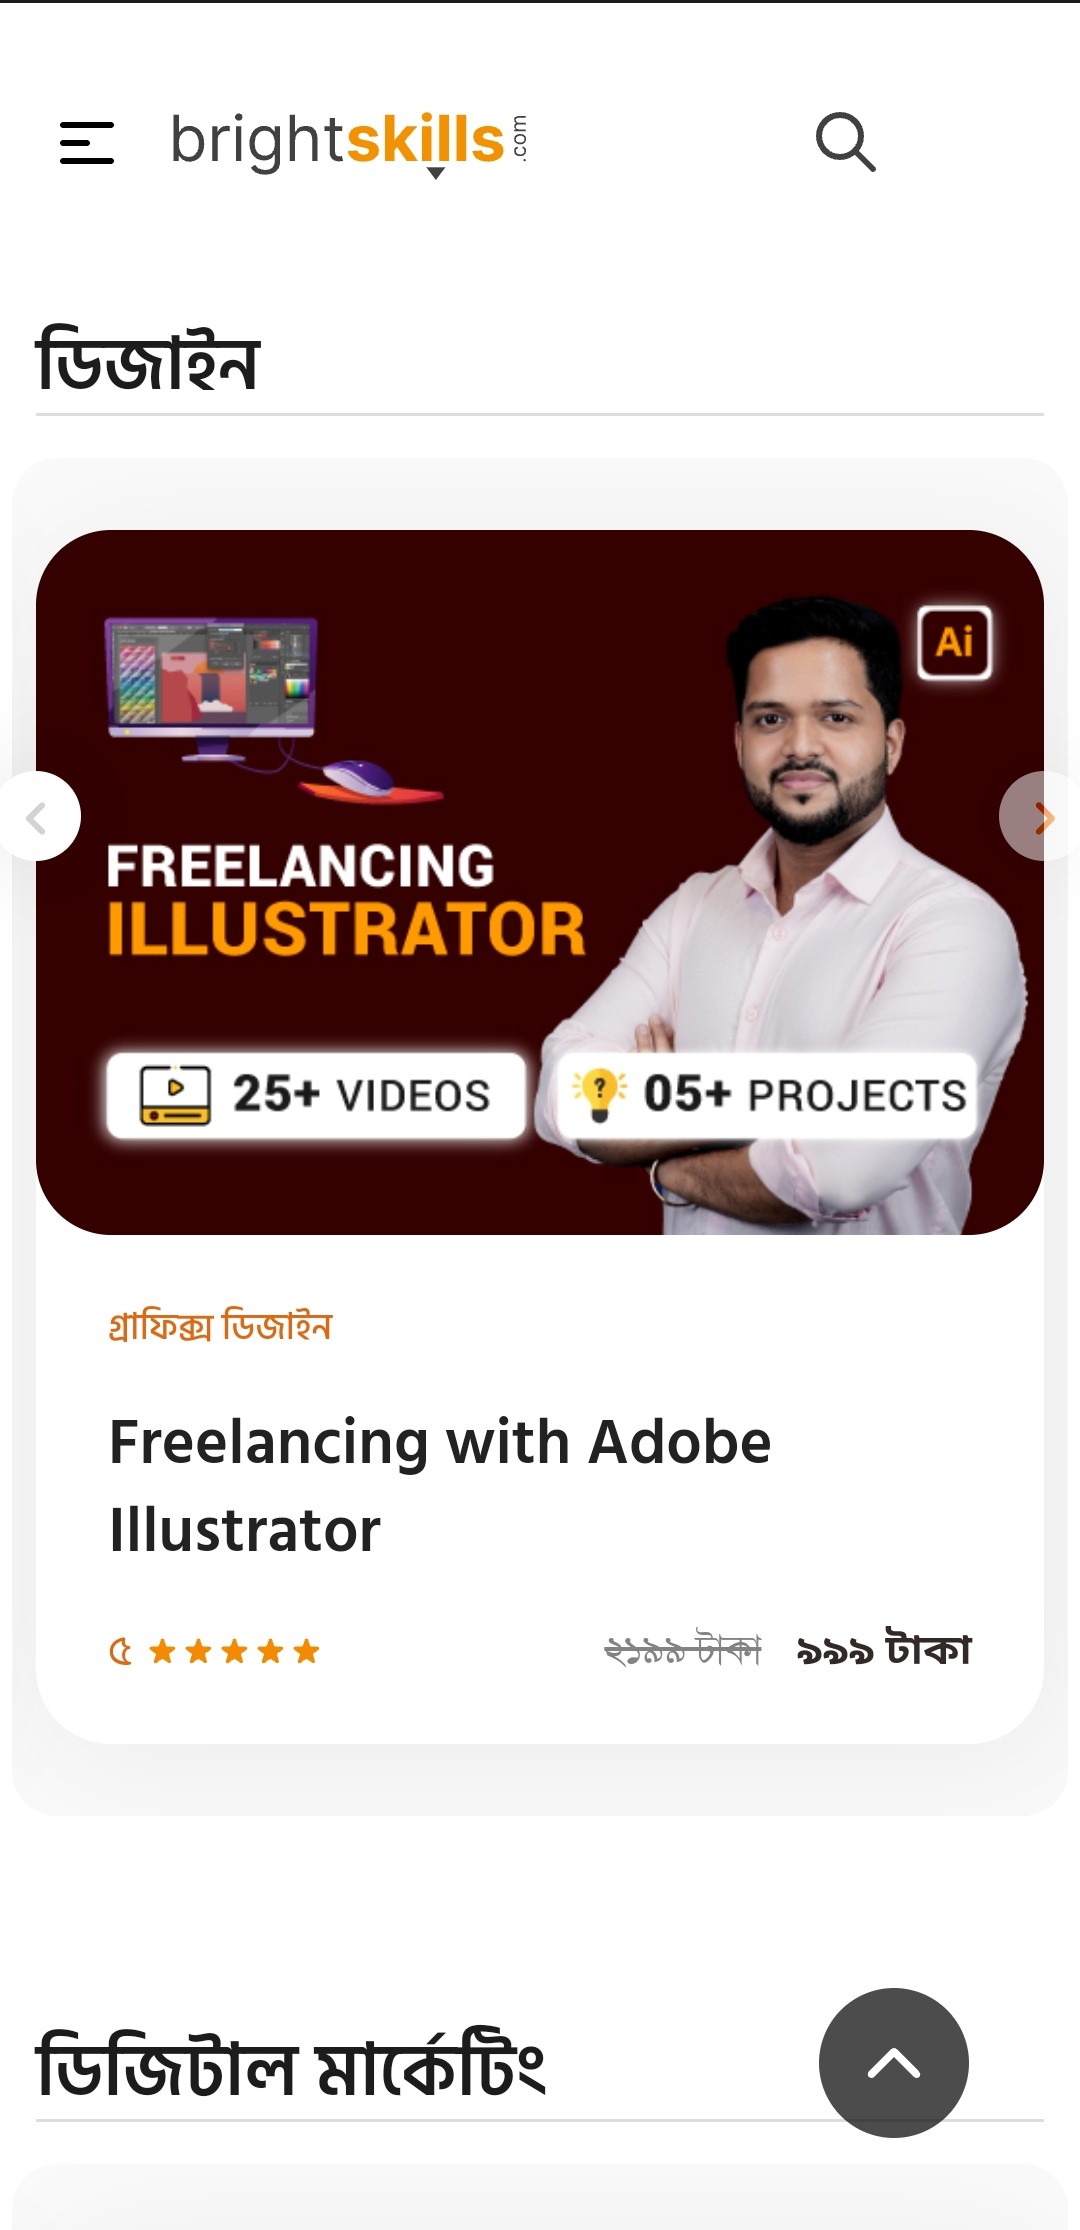 brightskills.com
ডিজাইন
Ai
FREELANCING
ILLUSTRATOR
25+ VIDEOS
05+ PROJECTS
গ্রাফিক্স ডিজাইন
Freelancing with Adobe
Illustrator
৫ ২১৯৯ টাকা ৯৯৯ টাকা
ডিজিটাল মার্কেটিং